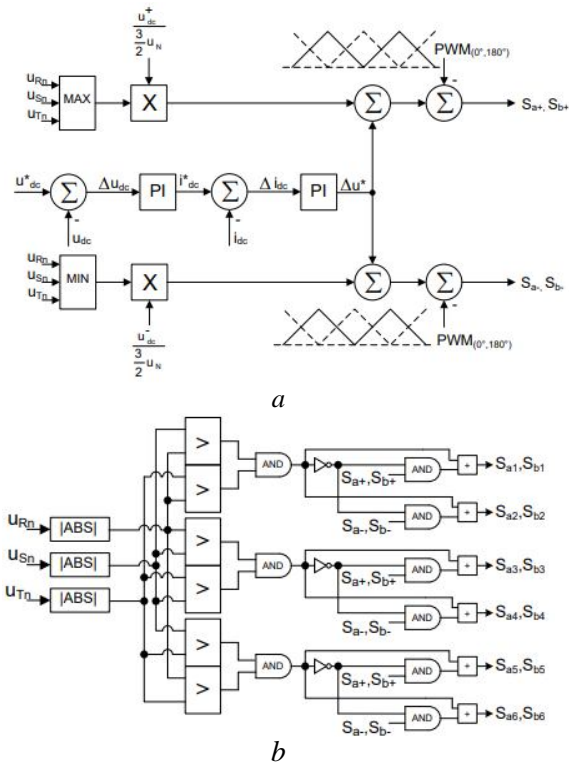 u+dc
3/2 uN
PWM(0°,180°)
uRn
uSn
uTn
MAX
X
Σ
Σ
-
Sa+, Sb+
u*dc
Σ
Δudc
PI
i*dc
Σ
Δ idc
PI
Δu*
-
udc
-
idc
uRn
uSn
uTn
MIN
X
Σ
Σ
-
Sa-, Sb-
u-dc
3/2 uN
PWM(0°,180°)
a
>
AND
AND
+
Sa1,Sb1
Sa+,Sb+
>
AND
+
Sa2,Sb2
Sa-,Sb-
uRn
|ABS|
>
uSn
|ABS|
AND
AND
+
Sa3,Sb3
Sa+,Sb+
uTn
|ABS|
>
AND
+
Sa4,Sb4
Sa-,Sb-
>
AND
AND
+
Sa5,Sb5
Sa+,Sb+
>
AND
+
Sa6,Sb6
Sa-,Sb-
b